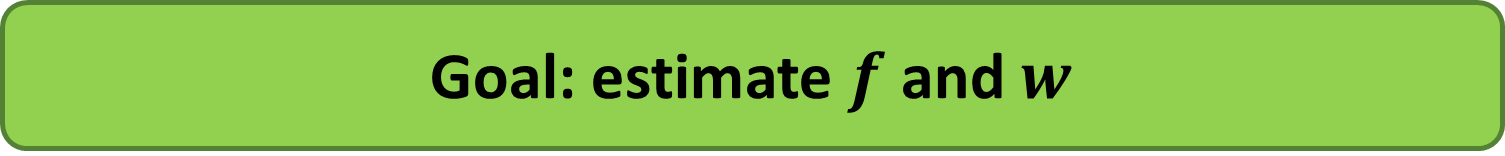 Goal: estimate 𝒇 and 𝒘